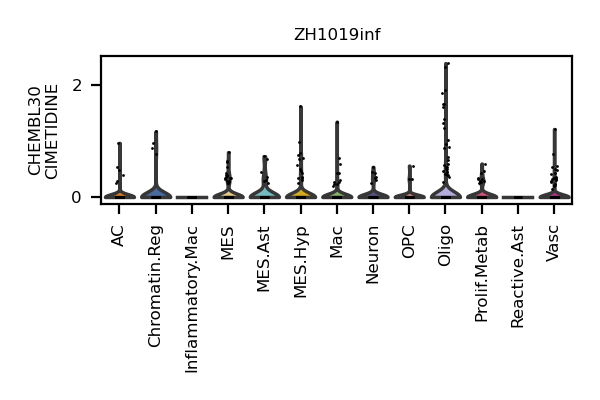 ZH1019inf
CHEMBL30
CIMETIDINE
2
0
AC
Chromatin.Reg
Inflammatory.Mac
MES
MES.Ast
MES.Hyp
Mac
Neuron
OPC
Oligo
Prolif.Metab
Reactive.Ast
Vasc